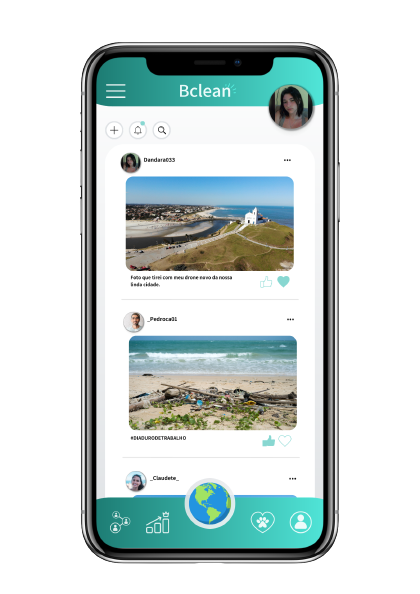 Bclean
Dandara033
Foto que tirei com meu drone novo da nossa
linda cidade.
_Pedroca01
#DIADURODETRABALHO
_Claudete_